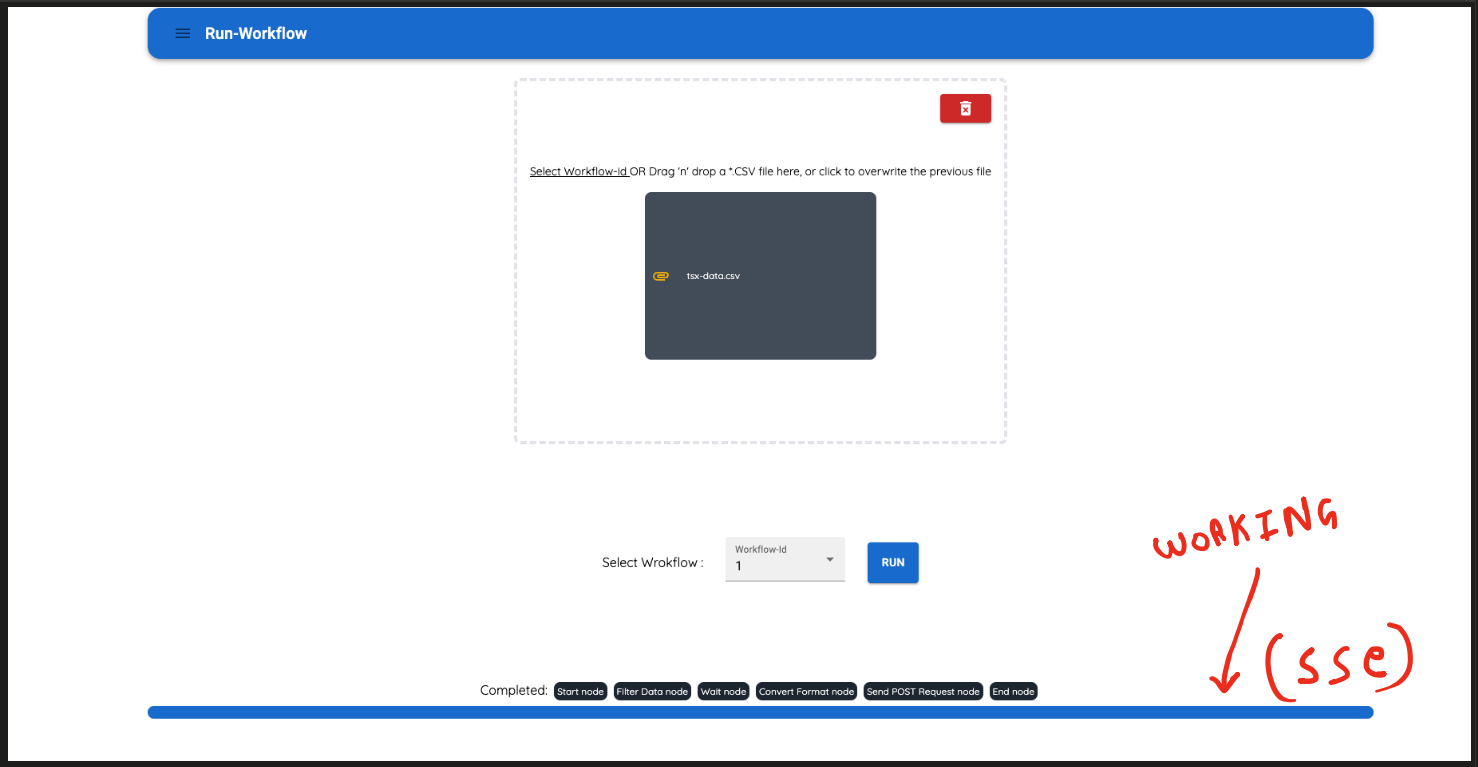 Run-Workflow
Select Workflow-id OR Drag 'n' drop a *.CSV file here, or click to overwrite the previous file
tsx-data.csv
WORKING
Workflow-Id
Select Wrokflow :
1
RUN
(SSe)
Completed: Start node Filter Data node Wait node Convert Format node Send POST Request node End node